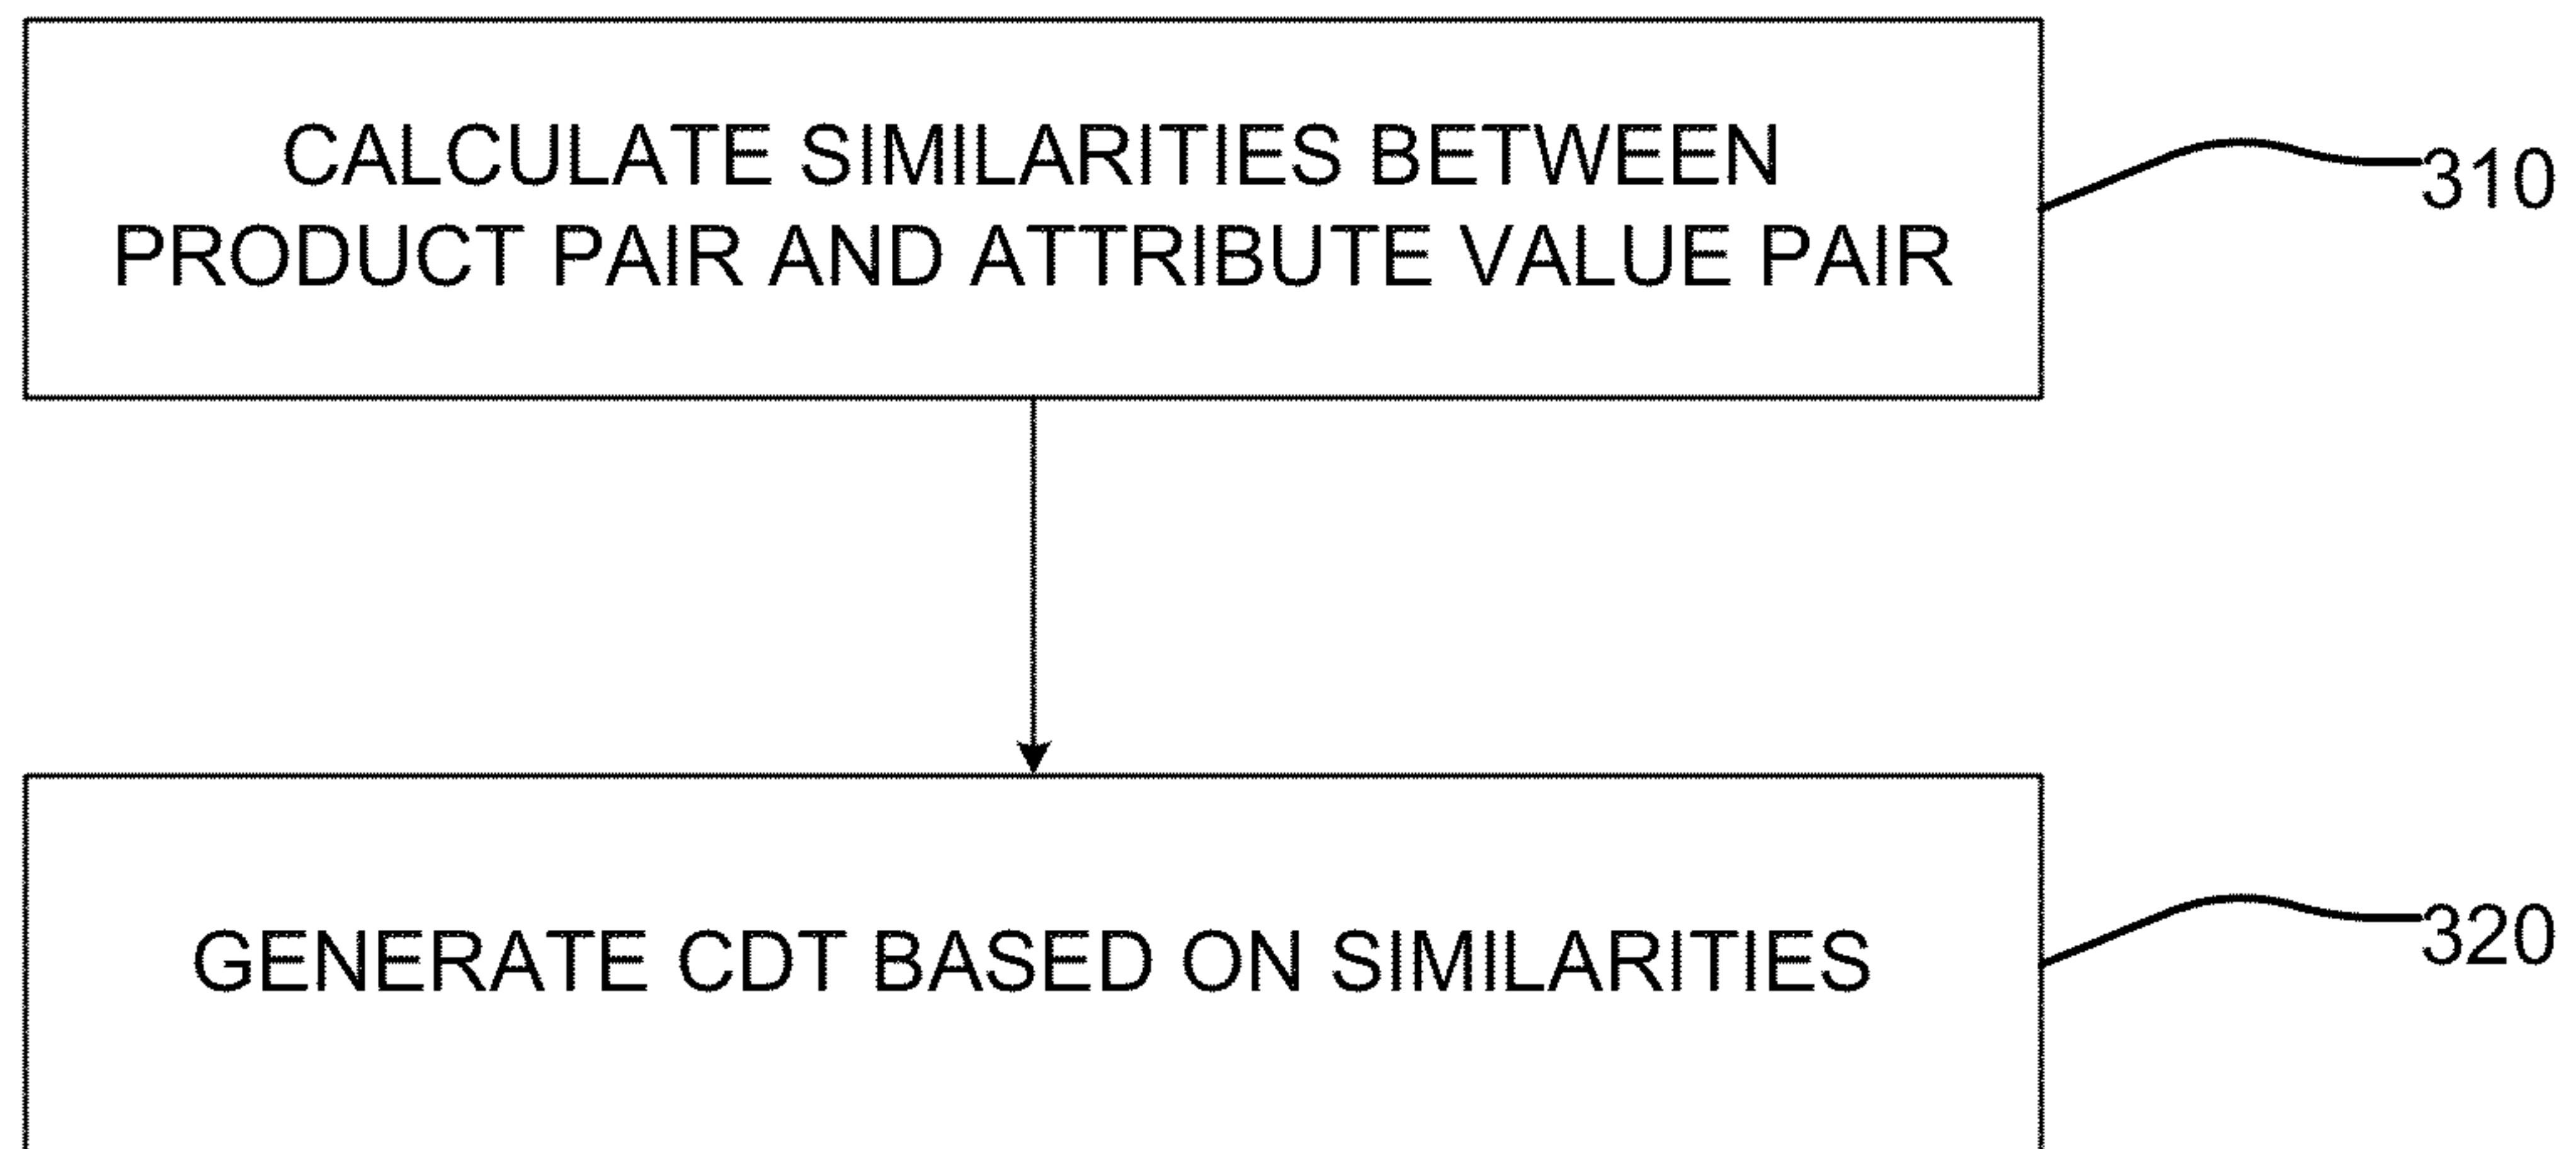 CALCULATE SIMILARITIES BETWEEN
PRODUCT PAIR AND ATTRIBUTE VALUE PAIR
310
GENERATE CDT BASED ON SIMILARITIES
320